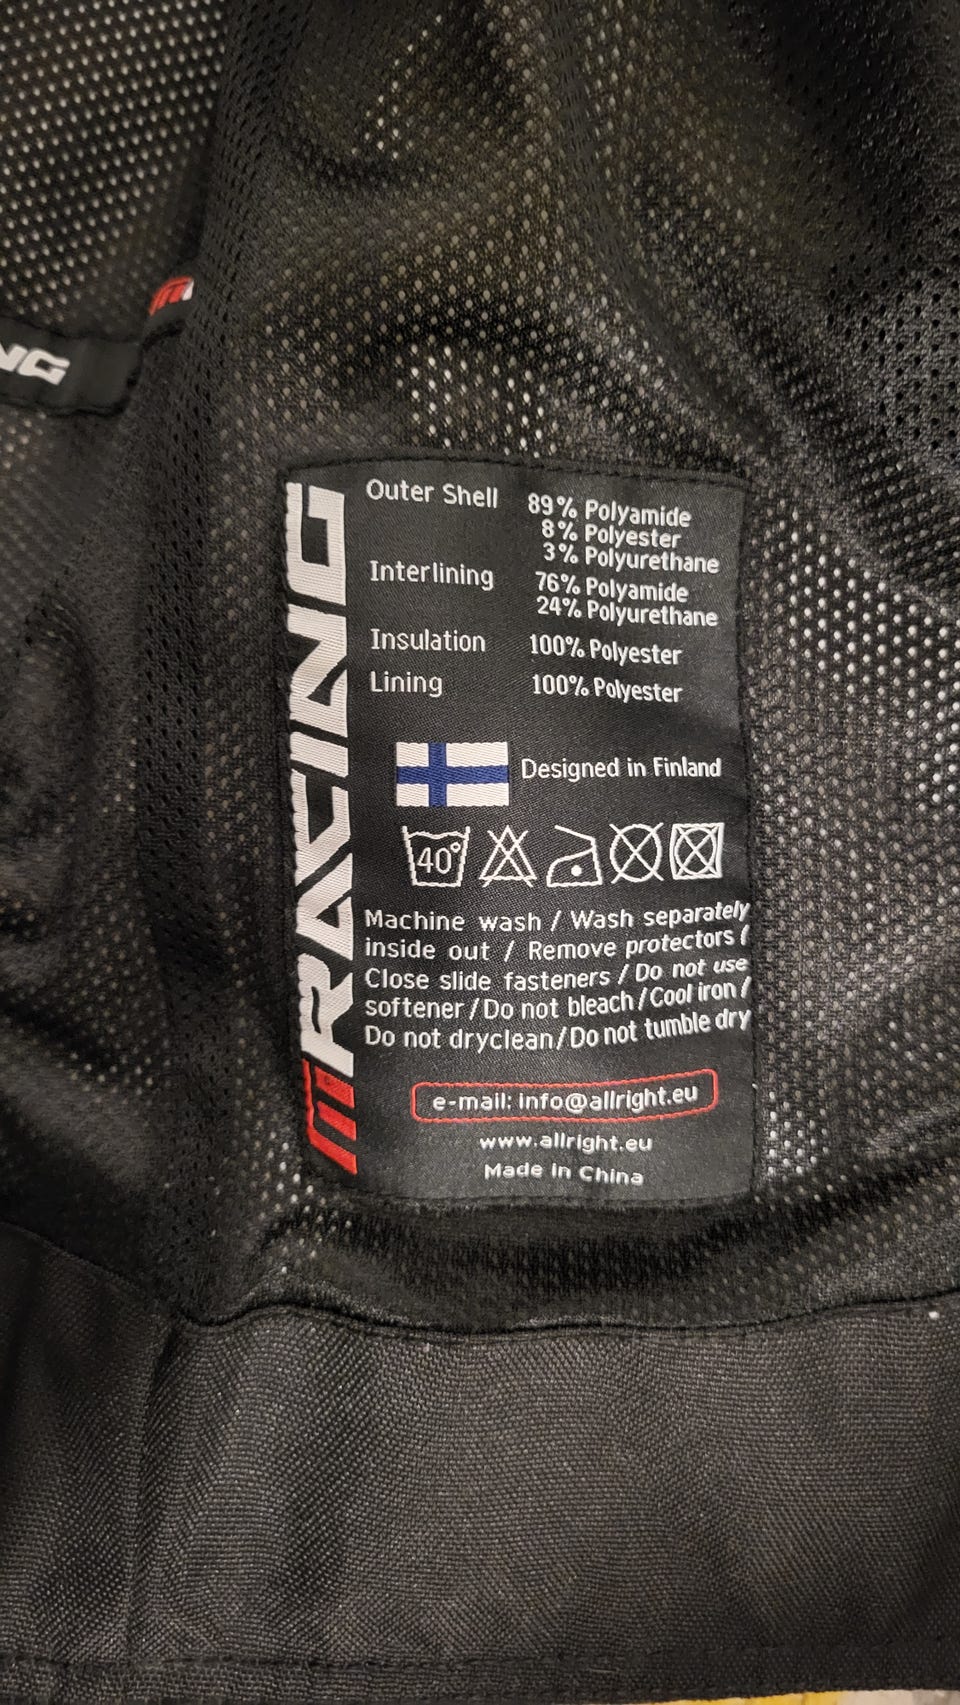 NG
RACING
Outer Shell 89% Polyamide
8% Polyester
3% Polyurethane
Interlining 76% Polyamide
24% Polyurethane
Insulation 100% Polyester
Lining 100% Polyester
Designed in Finland
40°
Machine wash / Wash separately
inside out / Remove protectors /
Close slide fasteners / Do not use
softener / Do not bleach / Cool iron /
Do not dryclean / Do not tumble dry
e-mail: info@allright.eu
www.allright.eu
Made in China